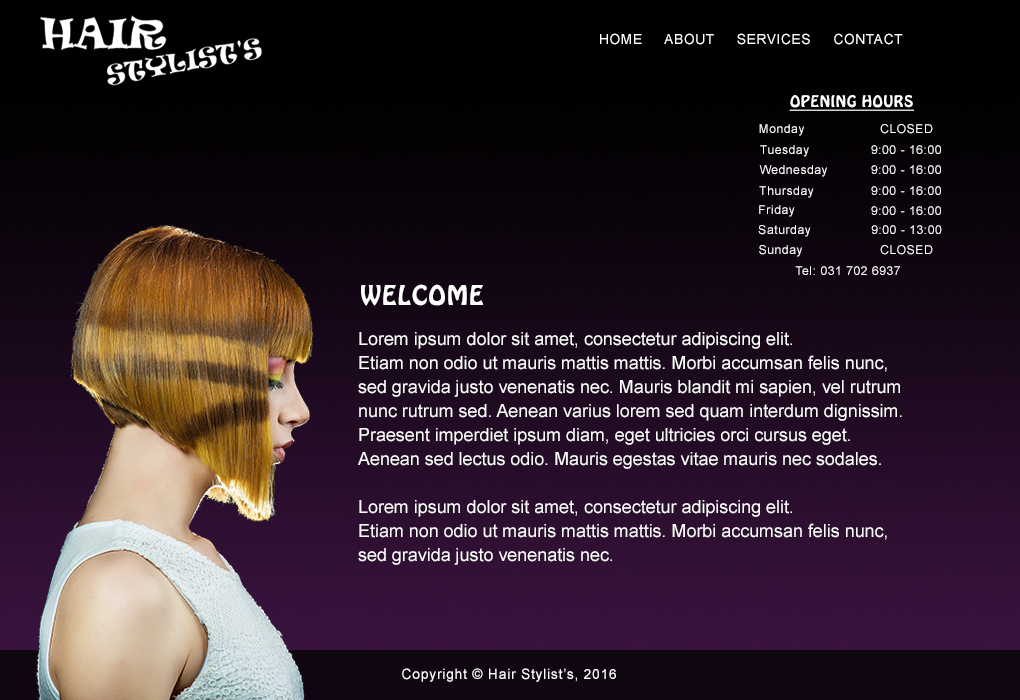 HAIR
STYLIST'S
HOME ABOUT SERVICES CONTACT
OPENING HOURS
Monday CLOSED
Tuesday 9:00 - 16:00
Wednesday 9:00 - 16:00
Thursday 9:00 - 16:00
Friday 9:00 - 16:00
Saturday 9:00 - 13:00
Sunday CLOSED
Tel: 031 702 6937
WELCOME
Lorem ipsum dolor sit amet, consectetur adipiscing elit.
Etiam non odio ut mauris mattis mattis. Morbi accumsan felis nunc,
sed gravida justo venenatis nec. Mauris blandit mi sapien, vel rutrum
nunc rutrum sed. Aenean varius lorem sed quam interdum dignissim.
Praesent imperdiet ipsum diam, eget ultricies orci cursus eget.
Aenean sed lectus odio. Mauris egestas vitae mauris nec sodales.
Lorem ipsum dolor sit amet, consectetur adipiscing elit.
Etiam non odio ut mauris mattis mattis. Morbi accumsan felis nunc,
sed gravida justo venenatis nec.
Copyright © Hair Stylist’s, 2016